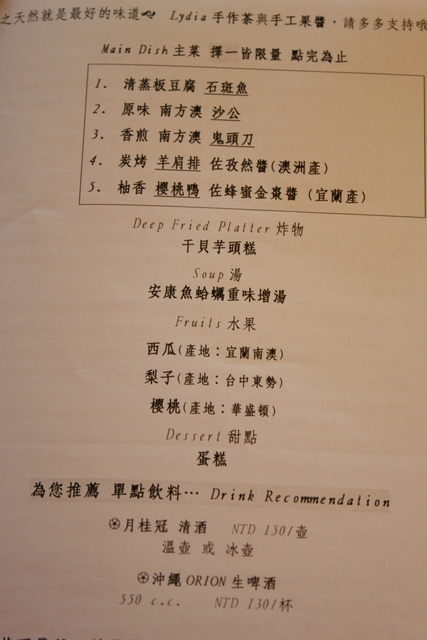 之天然就是最好的味道 Lydia 手作茶與手工果醬，請多多支持哦
Main Dish 主菜 擇一皆限量 點完為止
1. 清蒸板豆腐 石斑魚
2. 原味 南方澳 沙公
3. 香煎 南方澳 鬼頭刀
4. 炭烤 羊肩排 佐孜然醬(澳洲產)
5. 柚香 櫻桃鴨 佐蜂蜜金棗醬 (宜蘭產)
Deep Fried Platter 炸物
干貝芋頭糕
Soup 湯
安康魚蛤蠣重味增湯
Fruits 水果
西瓜(產地：宜蘭南澳)
梨子(產地：台中東勢)
櫻桃(產地：華盛頓)
Dessert 甜點
蛋糕
為您推薦 單點飲料… Drink Recommendation
月桂冠 清酒 NTD 150/壺
溫壺 或 冰壺
沖繩 ORION 生啤酒
550 c.c. NTD 130/杯